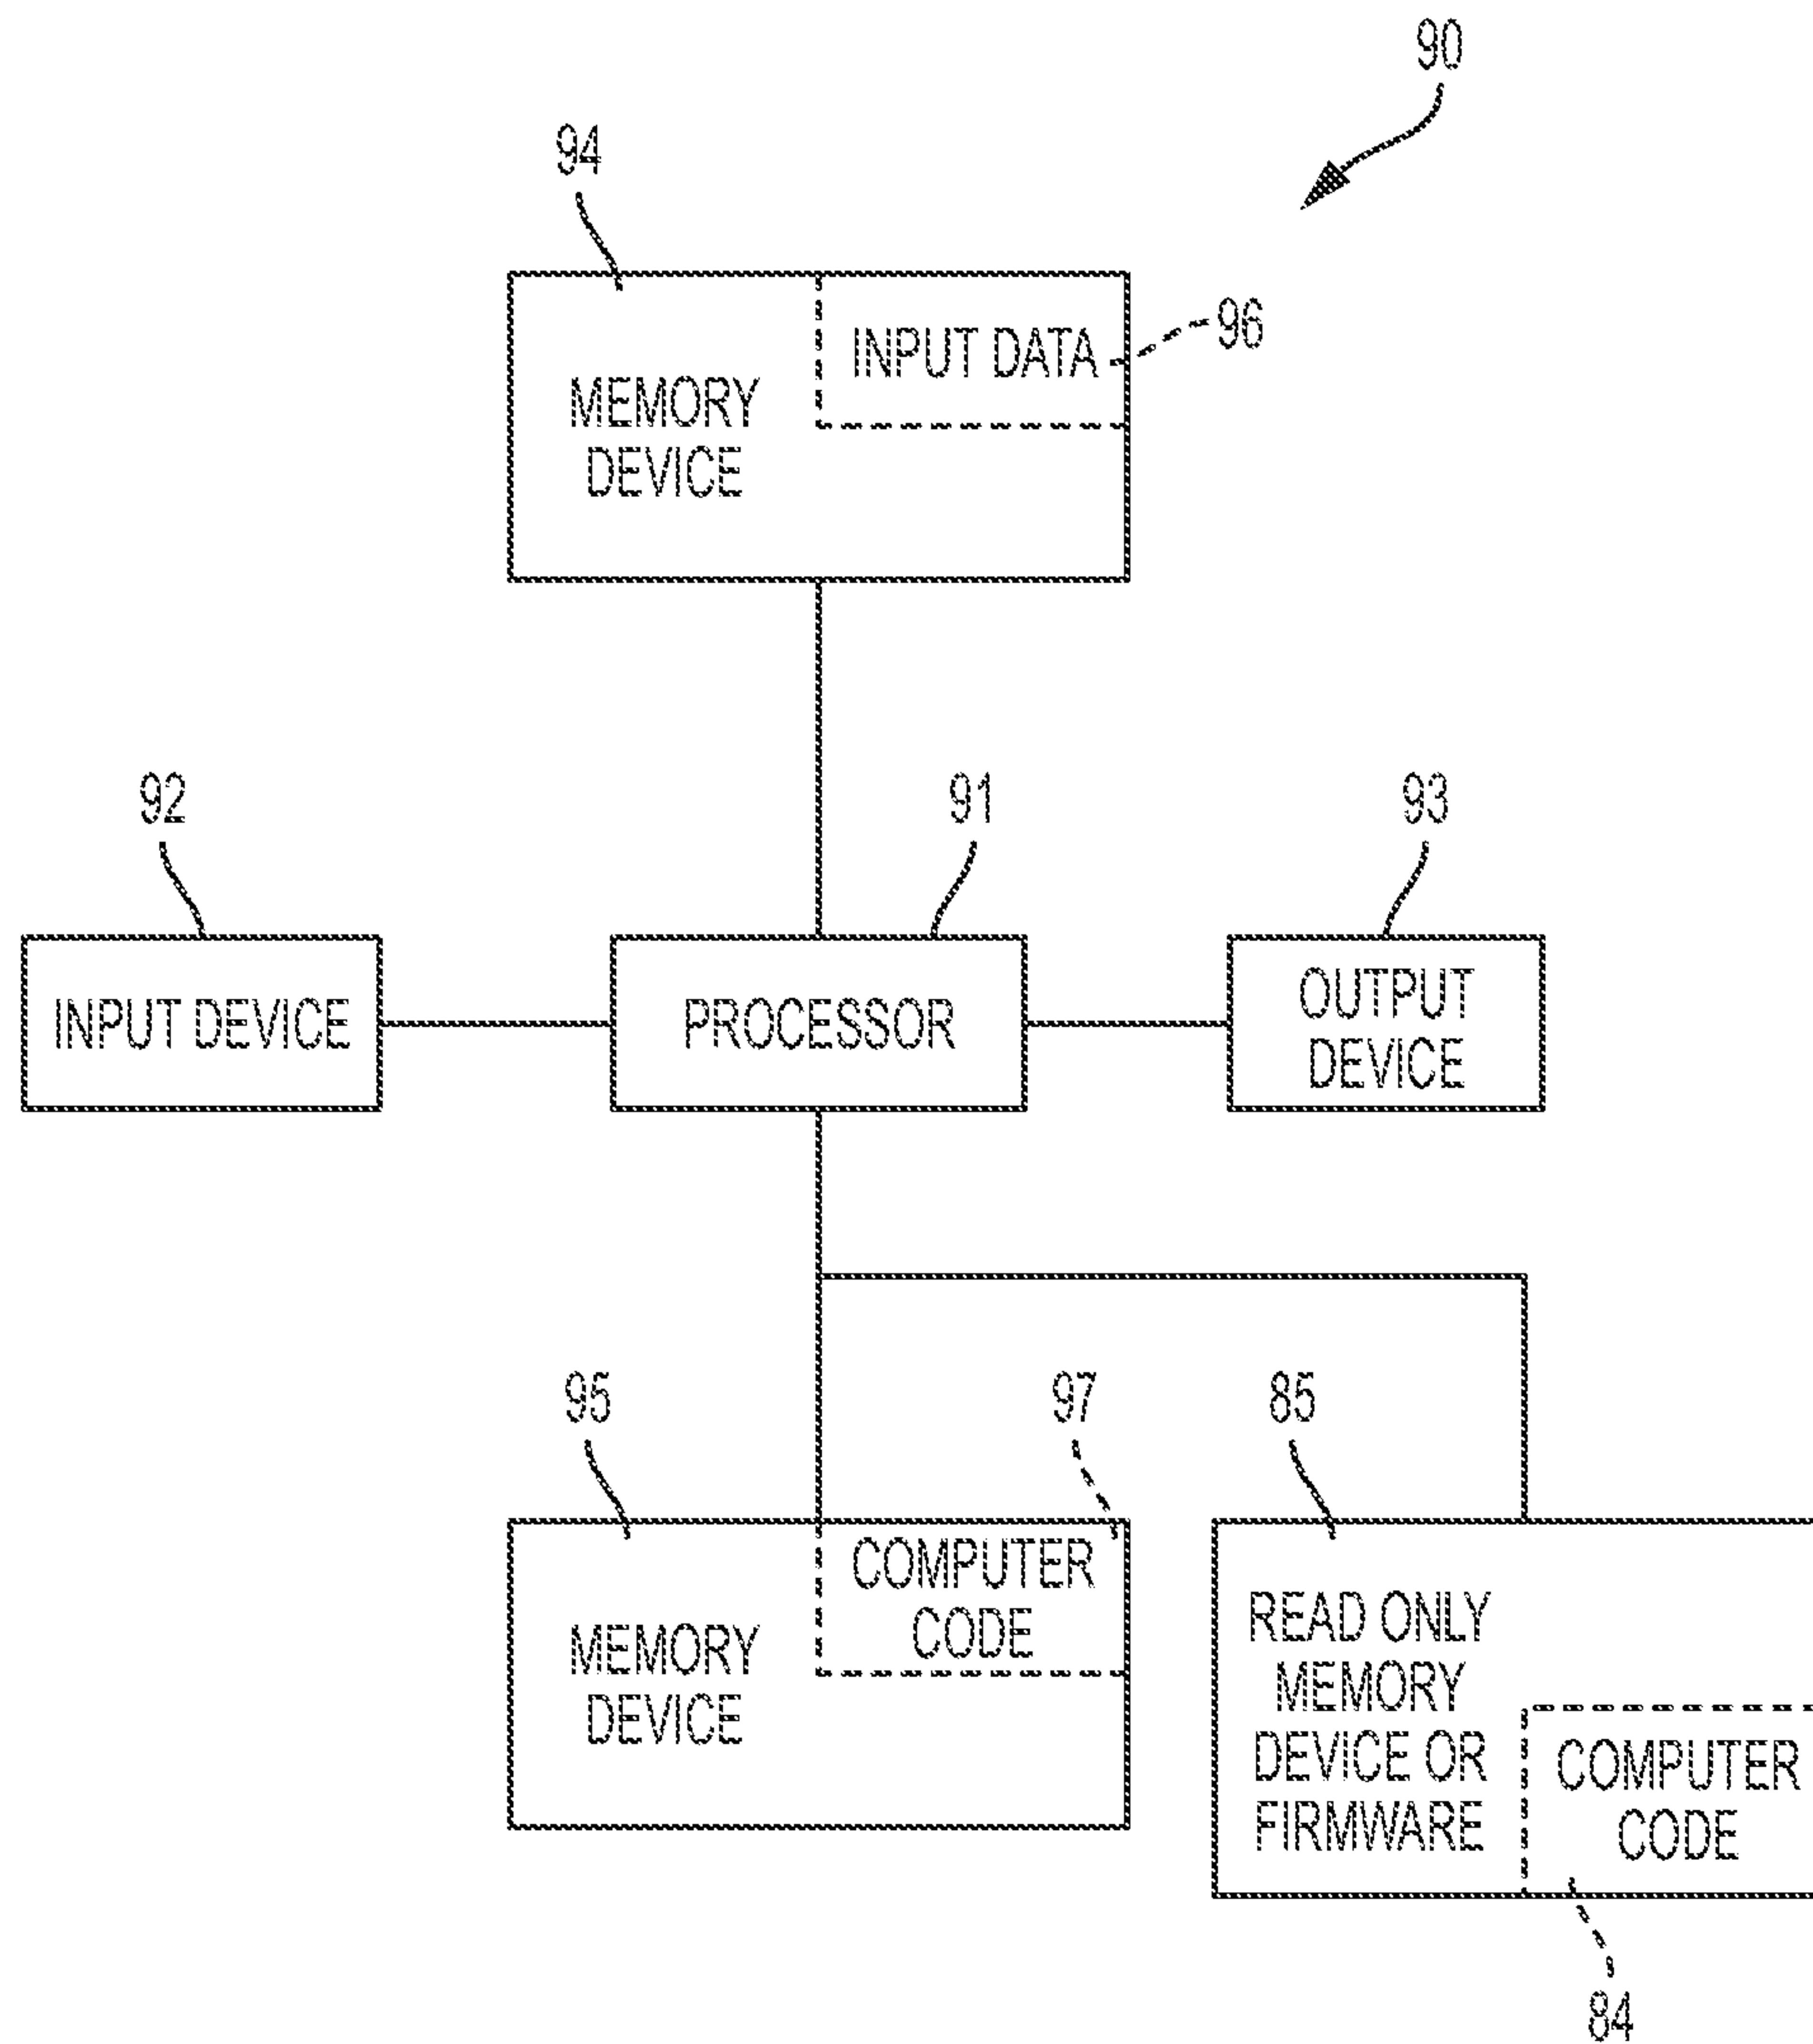 90
94
INPUT DATA
96
MEMORY
DEVICE
92
91
93
INPUT DEVICE
PROCESSOR
OUTPUT
DEVICE
95
97
85
COMPUTER
CODE
MEMORY
DEVICE
READ ONLY
MEMORY
DEVICE OR
FIRMWARE
COMPUTER
CODE
84